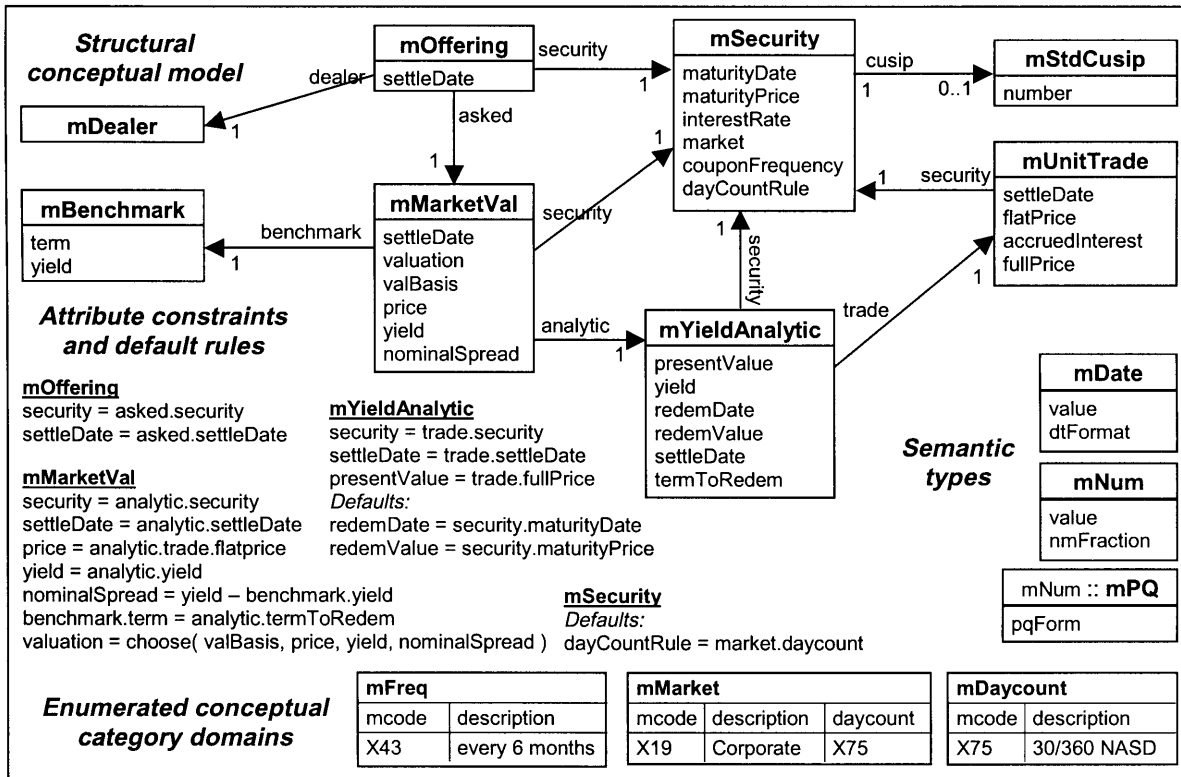 Structural
conceptual model
mOffering
settleDate
security
1
mSecurity
maturityDate
maturityPrice
interestRate
market
couponFrequency
dayCountRule
cusip
1
0..1
mStdCusip
number
dealer
1
mDealer
asked
1
mBenchmark
term
yield
benchmark
1
mMarketVal
settleDate
valuation
valBasis
price
yield
nominalSpread
security
1
1
security
mUnitTrade
settleDate
flatPrice
accruedInterest
fullPrice
1
security
analytic
1
mYieldAnalytic
presentValue
yield
redemDate
redemValue
settleDate
termToRedem
trade
1
Attribute constraints
and default rules
mOffering
security = asked.security
settleDate = asked.settleDate
mMarketVal
security = analytic.security
settleDate = analytic.settleDate
price = analytic.trade.flatprice
yield = analytic.yield
nominalSpread = yield – benchmark.yield
benchmark.term = analytic.termToRedem
valuation = choose( valBasis, price, yield, nominalSpread )
mYieldAnalytic
security = trade.security
settleDate = trade.settleDate
presentValue = trade.fullPrice
Defaults:
redemDate = security.maturityDate
redemValue = security.maturityPrice
mSecurity
Defaults:
dayCountRule = market.daycount
Semantic
types
mDate
value
dtFormat
mNum
value
nmFraction
mNum :: mPQ
pqForm
Enumerated conceptual
category domains
mFreq
mcode description
X43 every 6 months
mMarket
mcode description daycount
X19 Corporate X75
mDaycount
mcode description
X75 30/360 NASD